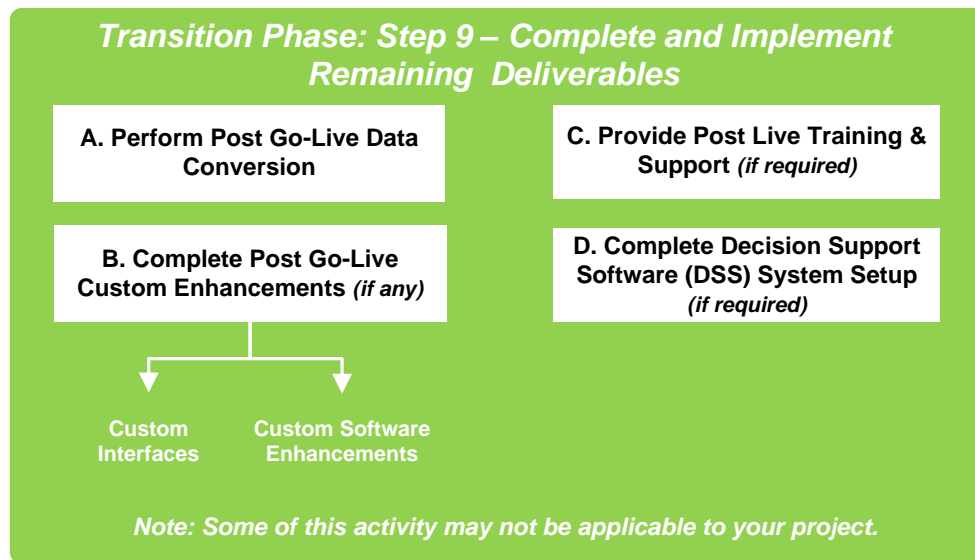 Transition Phase: Step 9 – Complete and Implement
Remaining Deliverables
A. Perform Post Go-Live Data
Conversion
B. Complete Post Go-Live
Custom Enhancements (if any)
Custom
Interfaces
Custom Software
Enhancements
C. Provide Post Live Training &
Support (if required)
D. Complete Decision Support
Software (DSS) System Setup
(if required)
Note: Some of this activity may not be applicable to your project.